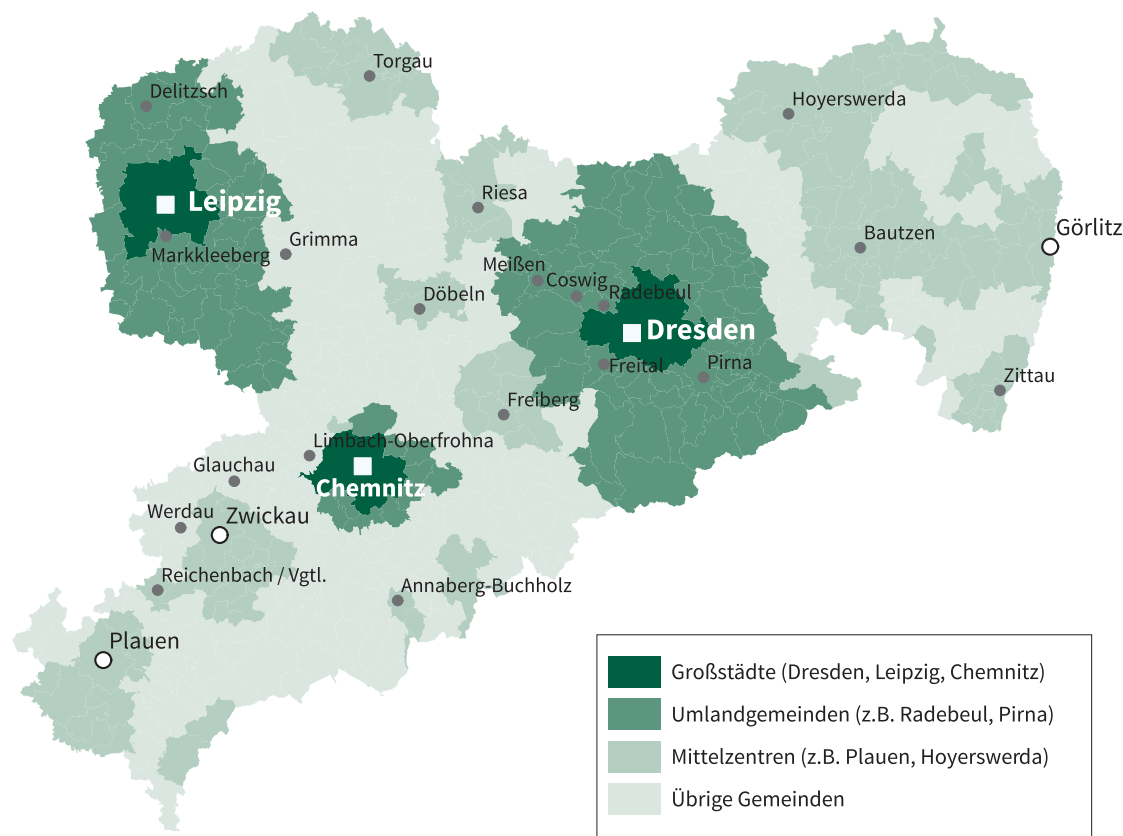 Torgau
Delitzsch
Hoyerswerda
Riesa
Leipzig
Görlitz
Bautzen
Grimma
Markkleeberg
Meißen
Coswig
Radebeul
Döbeln
Dresden
Freital
Pirna
Zittau
Freiberg
Limbach-Oberfrohna
Glauchau
Chemnitz
Werdau
Zwickau
Reichenbach / Vgtl.
Annaberg-Buchholz
Plauen
Großstädte (Dresden, Leipzig, Chemnitz)
Umlandgemeinden (z.B. Radebeul, Pirna)
Mittelzentren (z.B. Plauen, Hoyerswerda)
Übrige Gemeinden